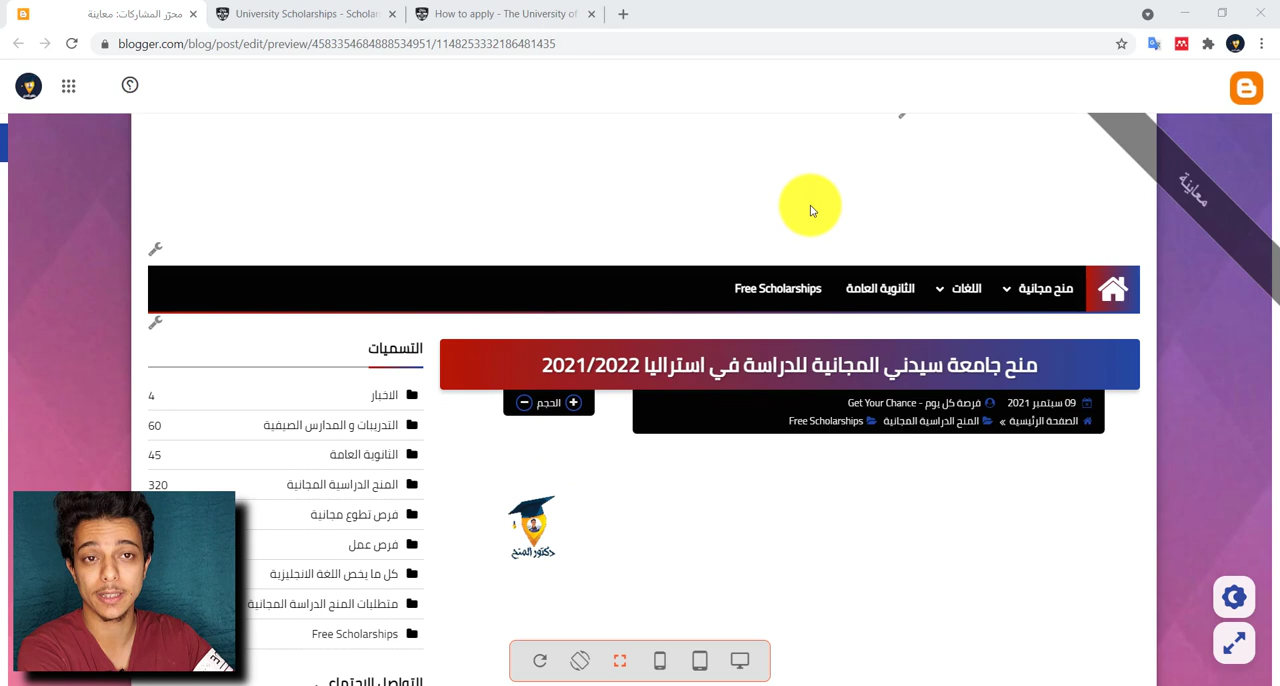 محرّر المشاركات: معاينة
University Scholarships - Scholar
How to apply - The University of
blogger.com/blog/post/edit/preview/4583354684888534951/1148253332186481435
معاينة
منح مجانية
اللغات
الثانوية العامة
Free Scholarships
منح جامعة سيدني المجانية للدراسة في استراليا 2021/2022
09 سبتمبر 2021
فرصة كل يوم - Get Your Chance
الصفحة الرئيسية »
المنح الدراسية المجانية
Free Scholarships
الحجم
دكتور المنح
التسميات
الاخبار 4
التدريبات و المدارس الصيفية 60
الثانوية العامة 45
المنح الدراسية المجانية 320
فرص تطوع مجانية
فرص عمل
كل ما يخص اللغة الانجليزية
متطلبات المنح الدراسة المجانية
Free Scholarships
التواصل الاجتماعي